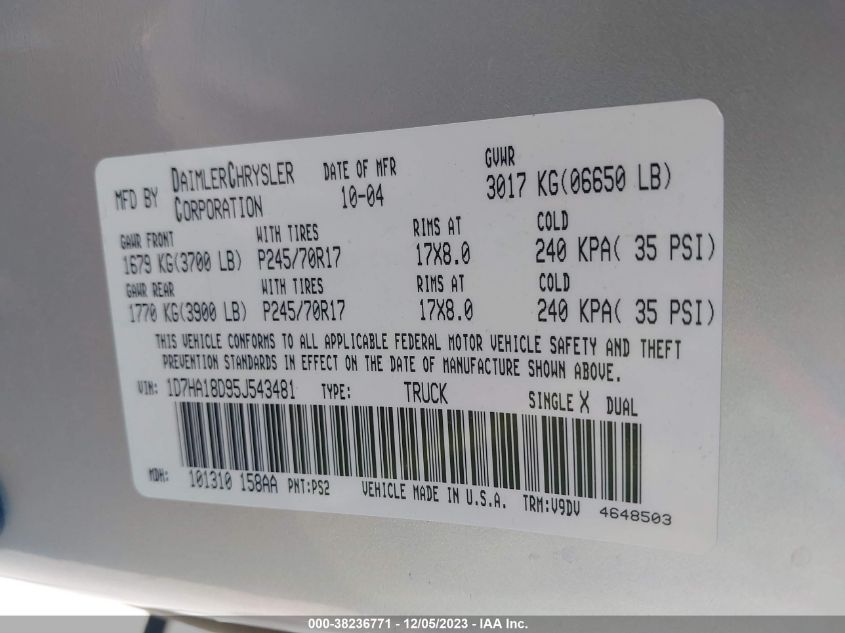 MFD BY DAIMLERCHRYSLER CORPORATION DATE OF MFR 10-04 GVWR 3017 KG(06650 LB)
GAWR FRONT WITH TIRES RIMS AT COLD
1679 KG(3700 LB) P245/70R17 17X8.0 240 KPA( 35 PSI)
GAWR REAR WITH TIRES RIMS AT COLD
1770 KG(3900 LB) P245/70R17 17X8.0 240 KPA( 35 PSI)
THIS VEHICLE CONFORMS TO ALL APPLICABLE FEDERAL MOTOR VEHICLE SAFETY AND THEFT
PREVENTION STANDARDS IN EFFECT ON THE DATE OF MANUFACTURE SHOWN ABOVE.
VIN: 1D7HA18D95J543481 TYPE: TRUCK SINGLE X DUAL
MDH: 101310 158AA PNT:PS2 VEHICLE MADE IN U.S.A. TRM:V9DV 4648503
000-38236771 - 12/05/2023 - IAA Inc.